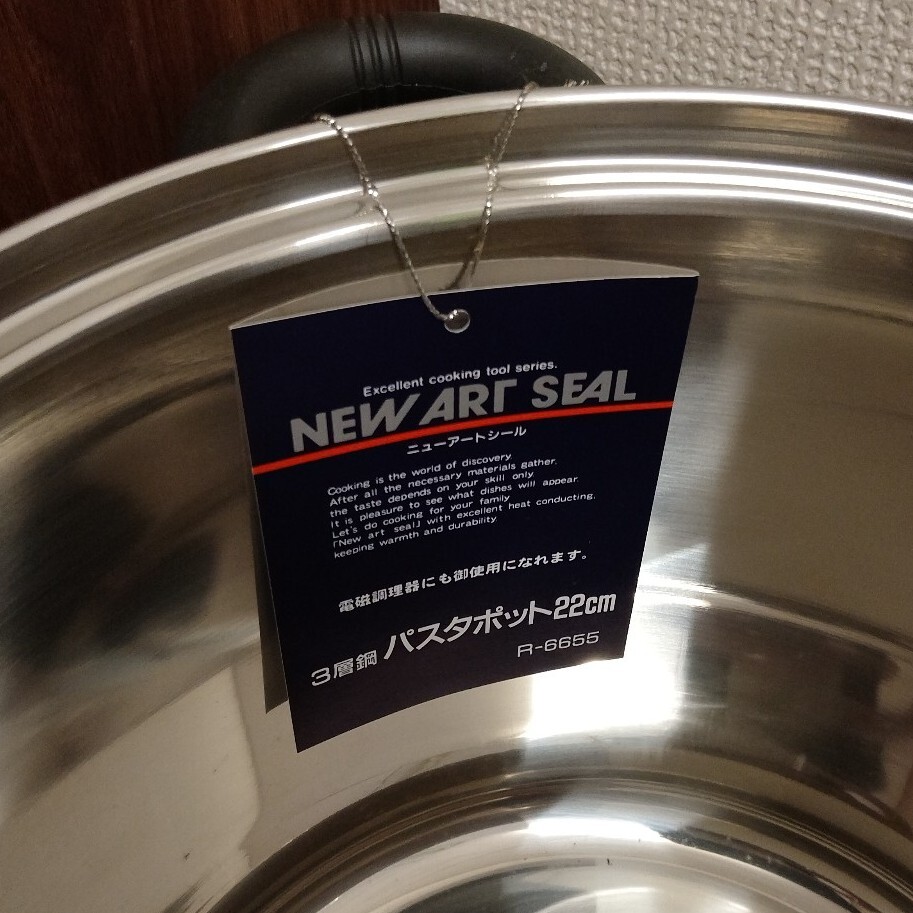 Excellent cooking tool series.
NEW ART SEAL
ニューアートシール
Cooking is the world of discovery.
After all the necessary materials gather,
the taste depends on your skill only.
It is pleasure to see what dishes will appear.
Let's do cooking for your family
「New art seal」 with excellent heat conducting,
keeping warmth and durability
電磁調理器にも御使用になれます。
3層鋼 パスタポット22cm
R-6655